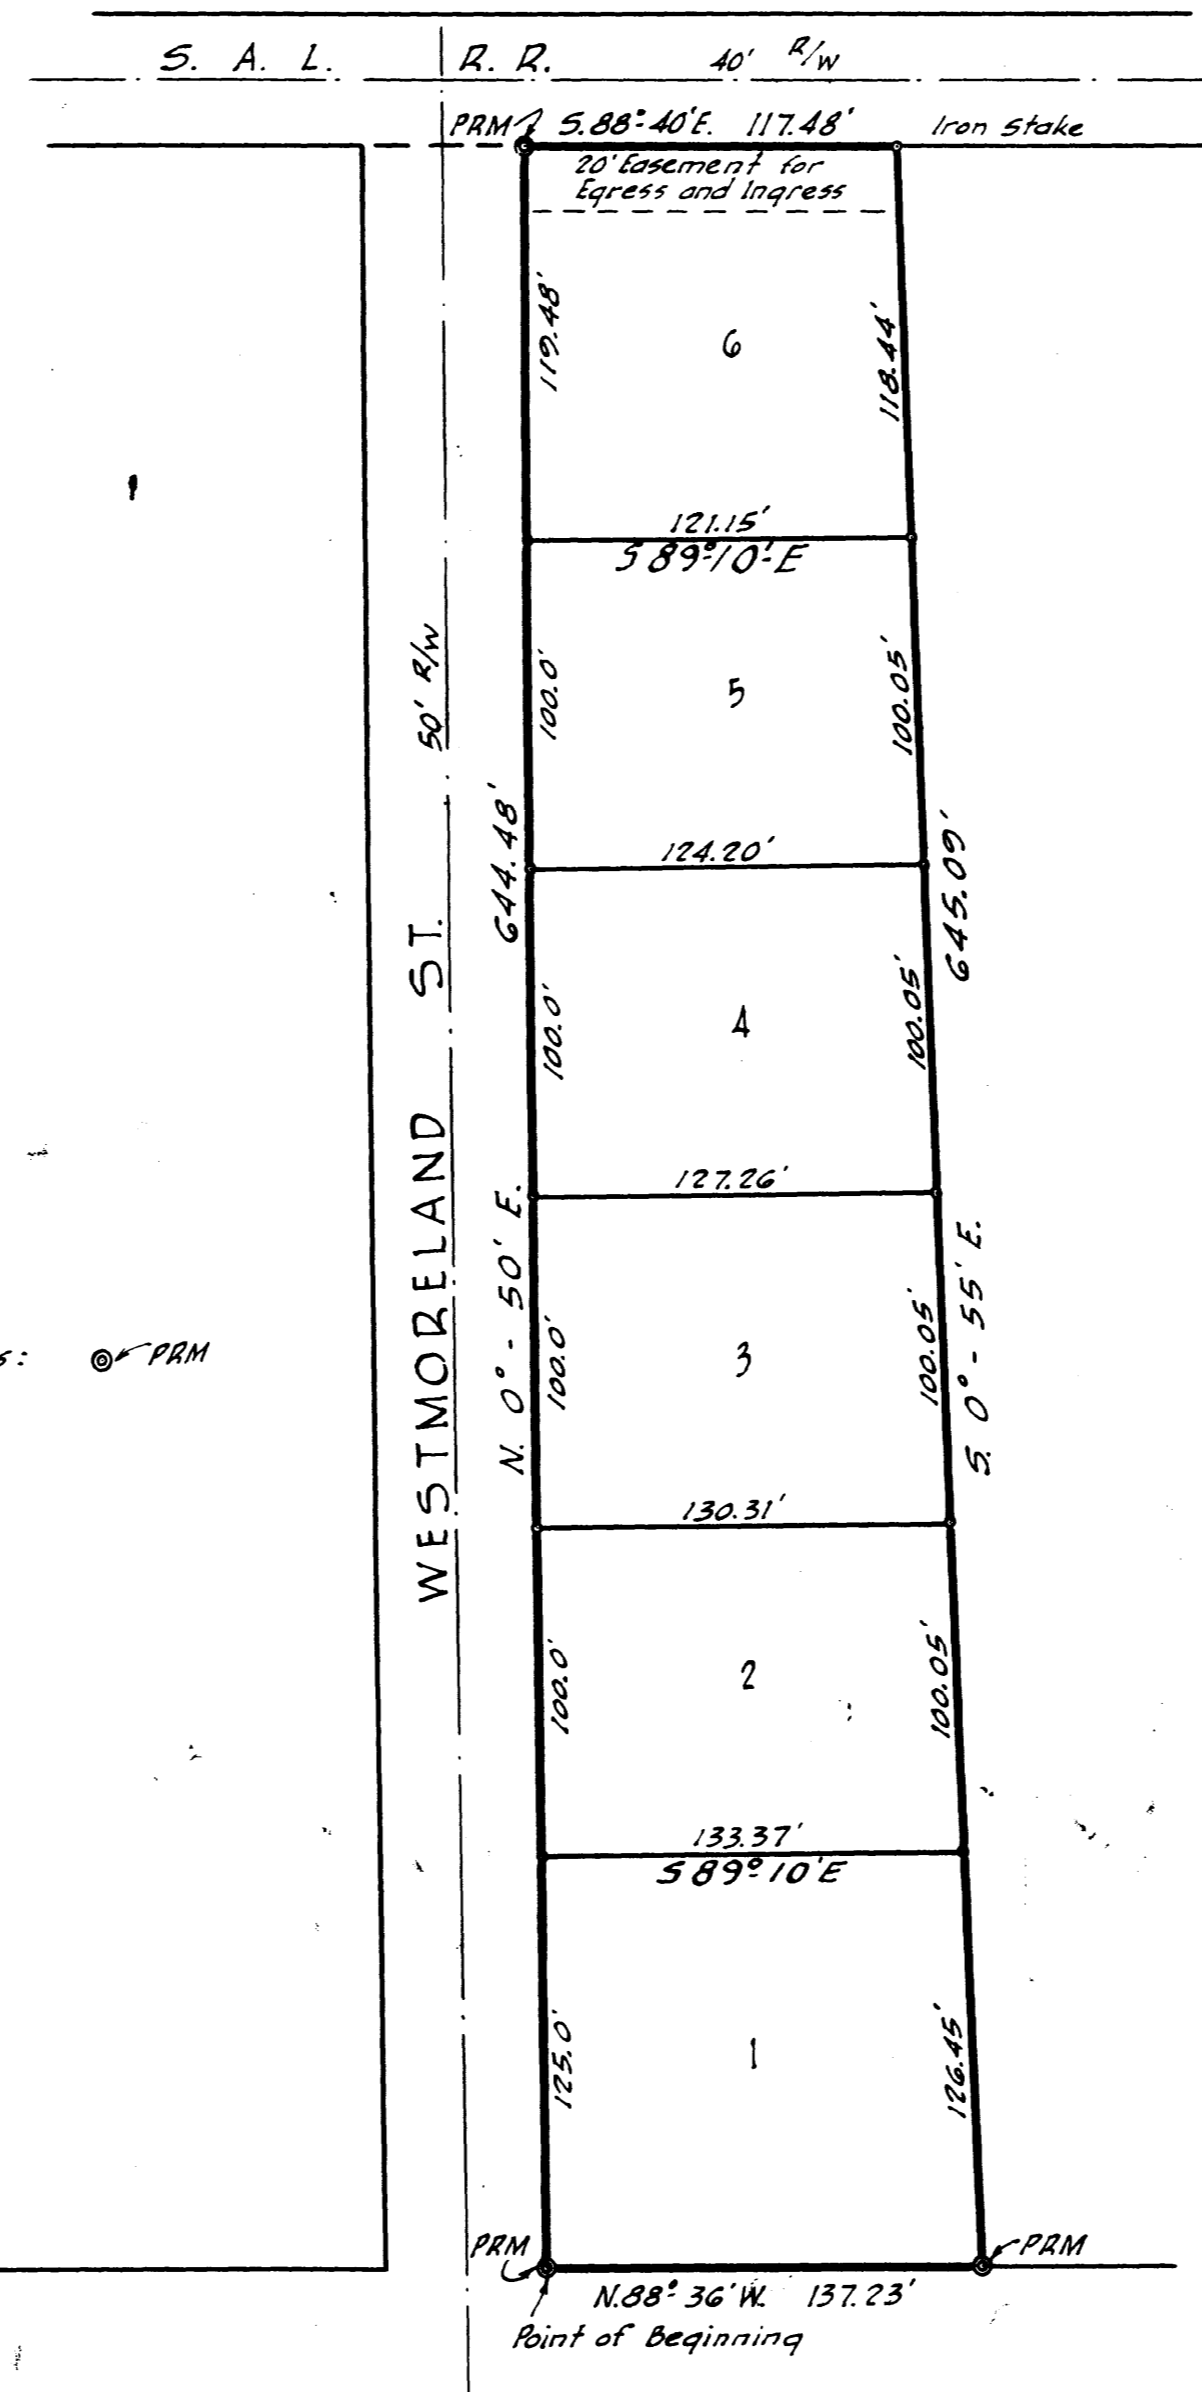 S. A. L. R. R. 40' R/W
PRM S.88°-40'E. 117.48' Iron Stake
20' Easement for
Egress and Ingress
119.48'
6
118.44'
121.15'
S 89°-10'-E
50' R/W
100.0'
5
100.05'
644.48'
124.20'
645.09'
WESTMORELAND ST.
100.0'
4
100.05'
127.26'
N. 0° - 50' E.
100.0'
3
100.05'
S. 0° - 55' E.
s: PRM
130.31'
100.0'
2
100.05'
133.37'
S 89° 10' E
125.0'
1
126.45'
PRM
PRM
N.88°-36'W. 137.23'
Point of Beginning